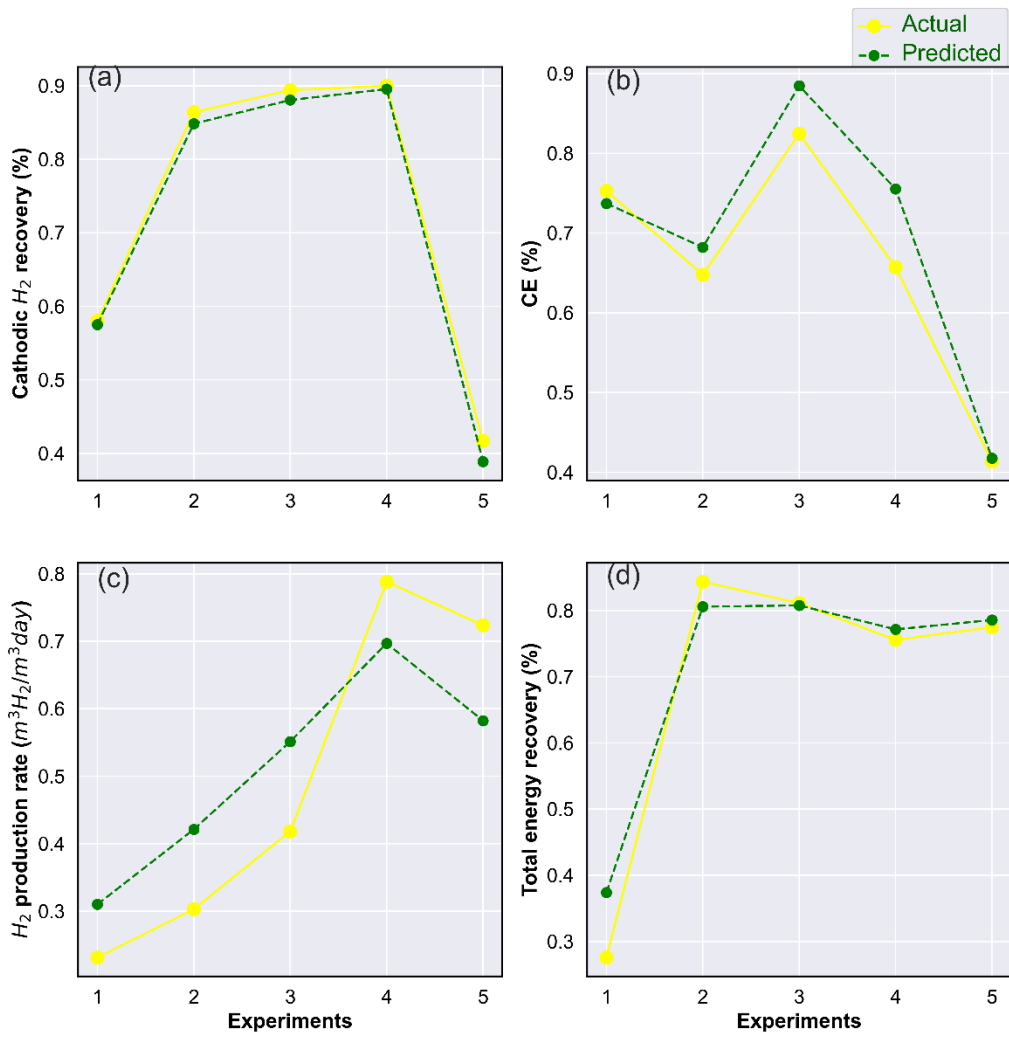 Actual
Predicted
(a)
Cathodic H₂ recovery (%)
0.9
0.8
0.7
0.6
0.5
0.4
1 2 3 4 5
(b)
CE (%)
0.9
0.8
0.7
0.6
0.5
0.4
1 2 3 4 5
(c)
H₂ production rate (m³H₂/m³day)
0.8
0.7
0.6
0.5
0.4
0.3
1 2 3 4 5
Experiments
(d)
Total energy recovery (%)
0.8
0.7
0.6
0.5
0.4
0.3
1 2 3 4 5
Experiments